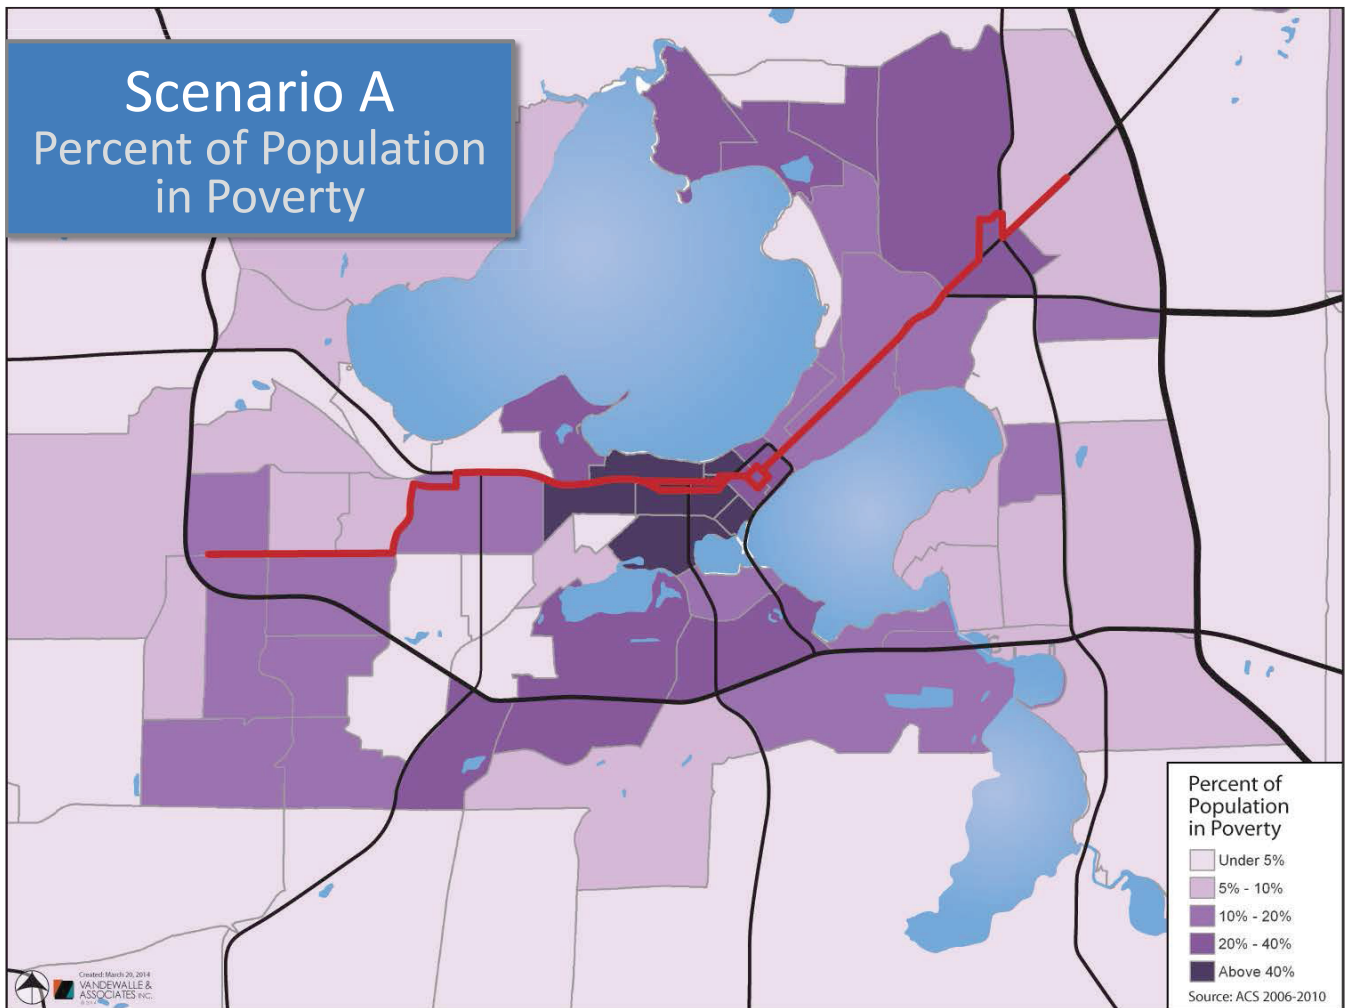 Scenario A
Percent of Population
in Poverty
Percent of
Population
in Poverty
Under 5%
5% - 10%
10% - 20%
20% - 40%
Above 40%
Source: ACS 2006-2010
Created: March 20, 2014
VANDEWALLE &
ASSOCIATES INC.